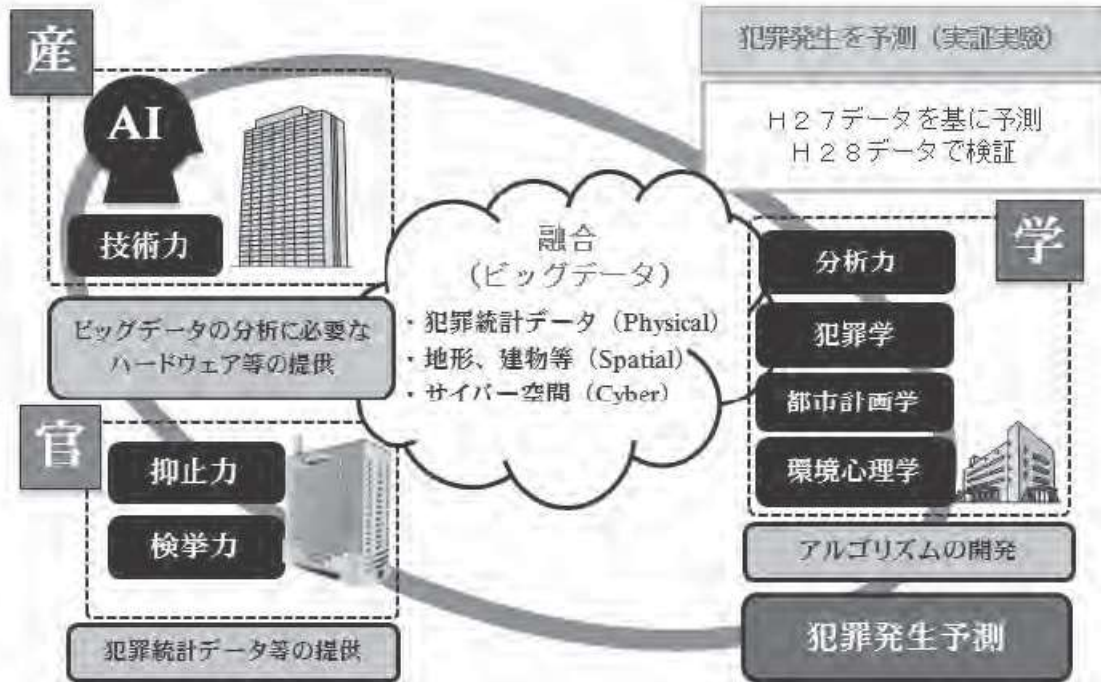 産
AI
技術力
ビッグデータの分析に必要な
ハードウェア等の提供
官
抑止力
検挙力
犯罪統計データ等の提供
融合
(ビッグデータ)
・犯罪統計データ(Physical)
・地形、建物等(Spatial)
・サイバー空間(Cyber)
犯罪発生を予測(実証実験)
H27データを基に予測
H28データで検証
学
分析力
犯罪学
都市計画学
環境心理学
アルゴリズムの開発
犯罪発生予測